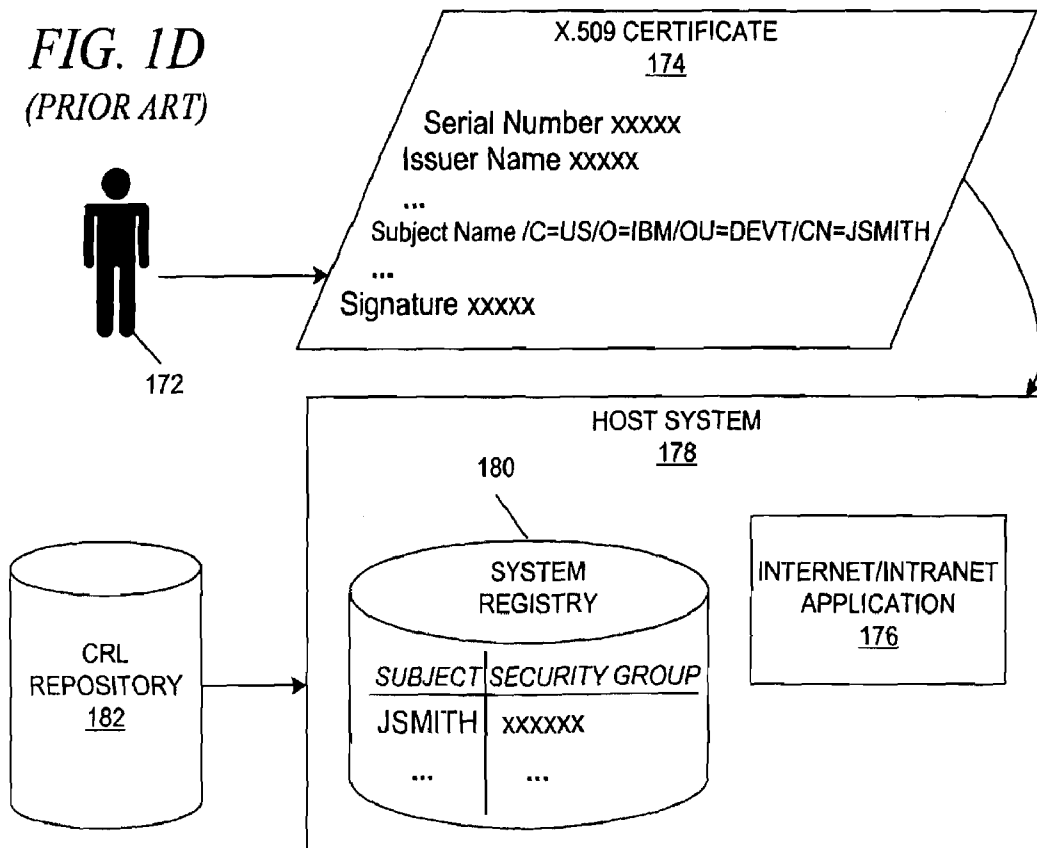 FIG. 1D
(PRIOR ART)
X.509 CERTIFICATE
174
Serial Number xxxxx
Issuer Name xxxxx
...
Subject Name /C=US/O=IBM/OU=DEVT/CN=JSMITH
...
Signature xxxxx
172
HOST SYSTEM
178
180
SYSTEM
REGISTRY
SUBJECT SECURITY GROUP
JSMITH xxxxxx
... ...
INTERNET/INTRANET
APPLICATION
176
CRL
REPOSITORY
182